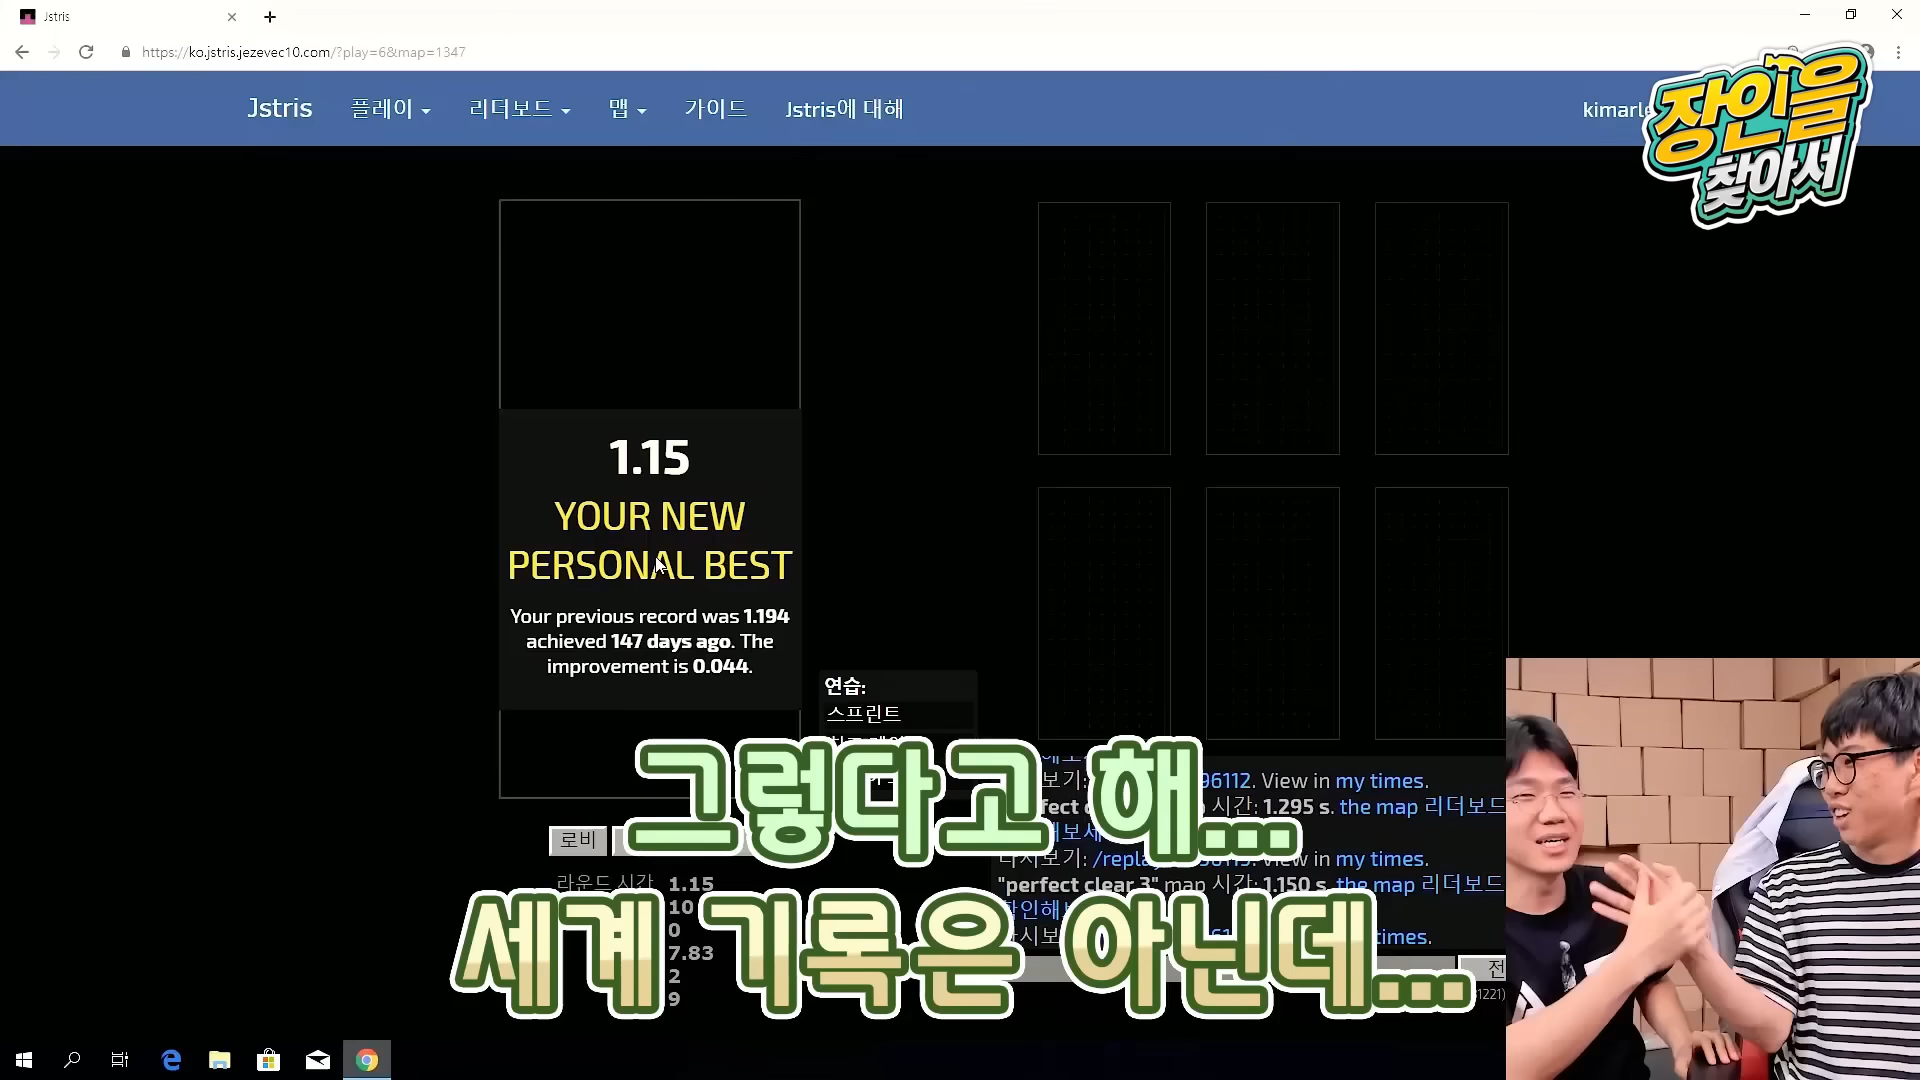 Jstris
https://ko.jstris.jezevec10.com/?play=6&map=1347
장인을
찾아서
Jstris 플레이 리더보드 맵 가이드 Jstris에 대해
1.15
YOUR NEW
PERSONAL BEST
Your previous record was 1.194
achieved 147 days ago. The
improvement is 0.044.
연습:
스프린트
96112. View in my times.
시간: 1.295 s. the map 리더보드
View in my times.
"perfect clear 3" map 시간: 1.150 s. the map 리더보드
times.
로비
라운드 시간 1.15
10
0
7.83
2
9
전
그렇다고 해...
세계 기록은 아닌데...